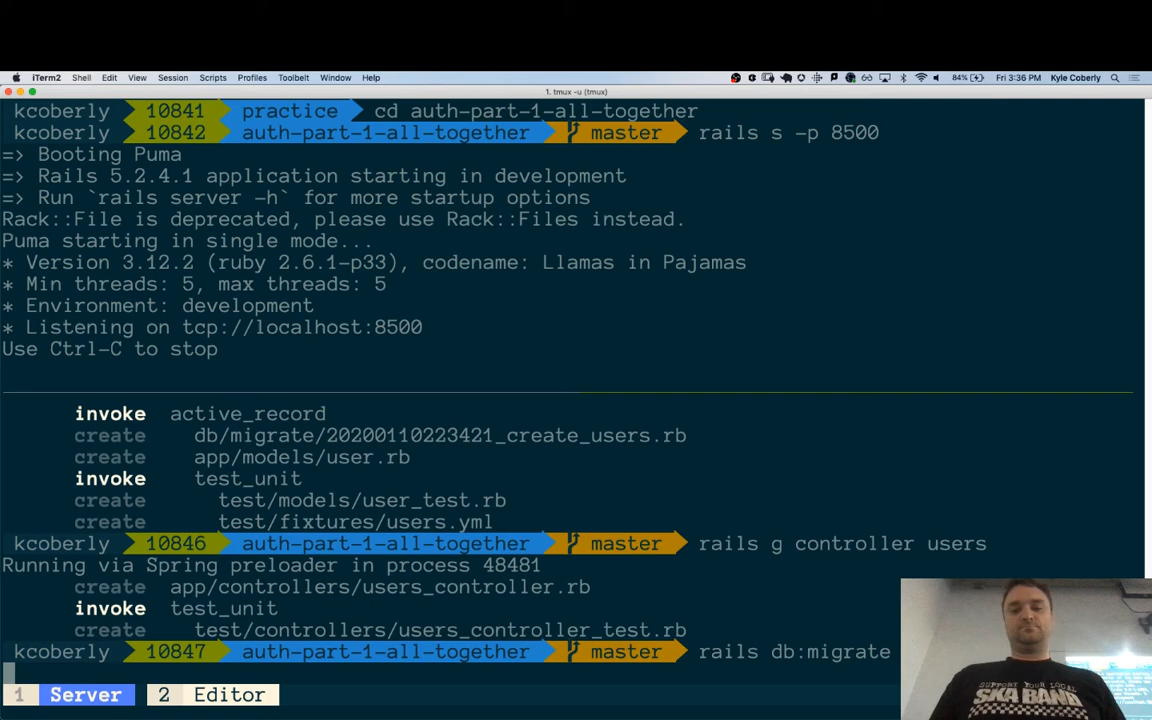 iTerm2 Shell Edit View Session Scripts Profiles Toolbelt Window Help 84% Fri 3:36 PM Kyle Coberly
1. tmux -u (tmux)
kcoberly 10841 practice cd auth-part-1-all-together
kcoberly 10842 auth-part-1-all-together master rails s -p 8500
=> Booting Puma
=> Rails 5.2.4.1 application starting in development
=> Run `rails server -h` for more startup options
Rack::File is deprecated, please use Rack::Files instead.
Puma starting in single mode...
* Version 3.12.2 (ruby 2.6.1-p33), codename: Llamas in Pajamas
* Min threads: 5, max threads: 5
* Environment: development
* Listening on tcp://localhost:8500
Use Ctrl-C to stop
invoke active_record
create db/migrate/20200110223421_create_users.rb
create app/models/user.rb
invoke test_unit
create test/models/user_test.rb
create test/fixtures/users.yml
kcoberly 10846 auth-part-1-all-together master rails g controller users
Running via Spring preloader in process 48481
create app/controllers/users_controller.rb
invoke test_unit
create test/controllers/users_controller_test.rb
kcoberly 10847 auth-part-1-all-together master rails db:migrate
1 Server 2 Editor
SUPPORT YOUR LOCAL
SKA BAND